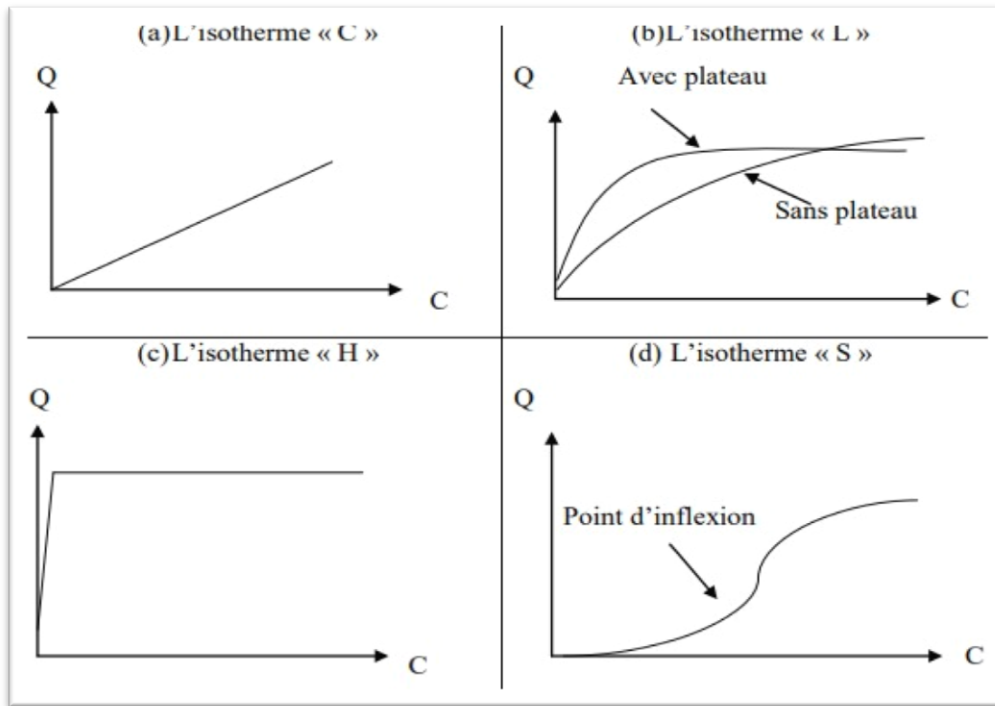 (a)L'isotherme « C »
Q
C
(b)L'isotherme « L »
Q
Avec plateau
Sans plateau
C
(c)L'isotherme « H »
Q
C
(d) L'isotherme « S »
Q
Point d'inflexion
C